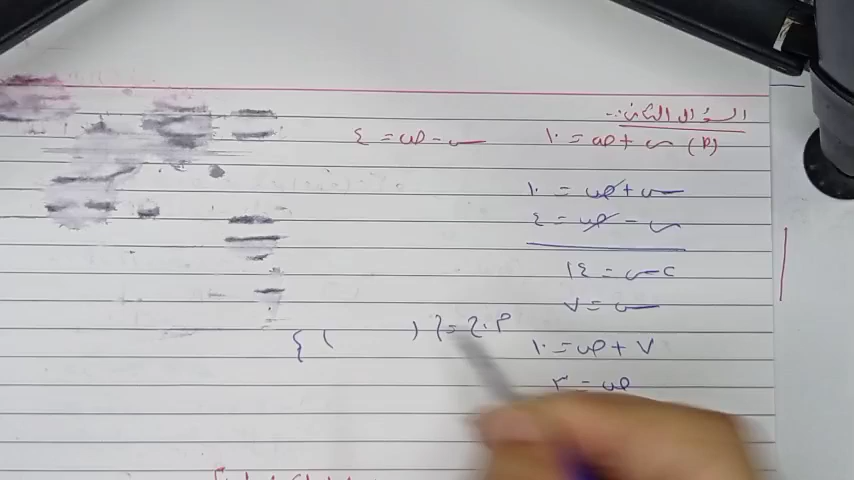 السؤال الثاني:-
(٢) س + ص = ١٠   س - ص = ٤
س + ص = ١٠
س - ص = ٤
٢س = ١٤
س = ٧
٧ + ص = ١٠
ص = ٣
م.ح = { (   ) }